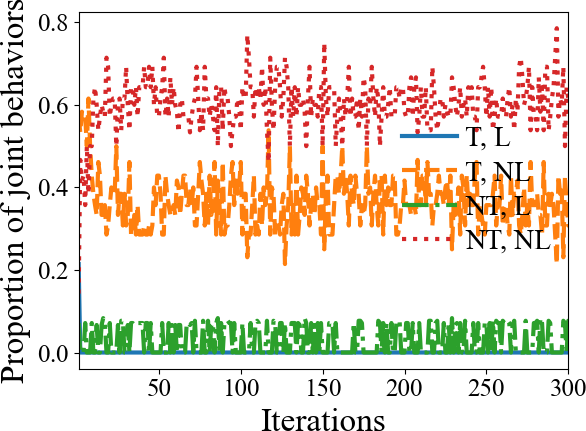 Proportion of joint behaviors
0.8
0.6
0.4
0.2
0.0
T, L
T, NL
NT, L
NT, NL
50
100
150
200
250
300
Iterations